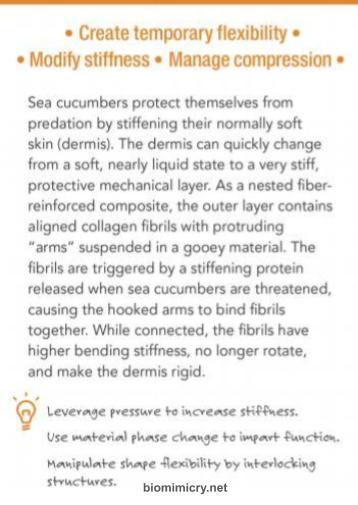 • Create temporary flexibility •
• Modify stiffness • Manage compression •
Sea cucumbers protect themselves from
predation by stiffening their normally soft
skin (dermis). The dermis can quickly change
from a soft, nearly liquid state to a very stiff,
protective mechanical layer. As a nested fiber-
reinforced composite, the outer layer contains
aligned collagen fibrils with protruding
"arms" suspended in a gooey material. The
fibrils are triggered by a stiffening protein
released when sea cucumbers are threatened,
causing the hooked arms to bind fibrils
together. While connected, the fibrils have
higher bending stiffness, no longer rotate,
and make the dermis rigid.
Leverage pressure to increase stiffness.
Use material phase change to impart function.
Manipulate shape flexibility by interlocking
structures.
biomimicry.net